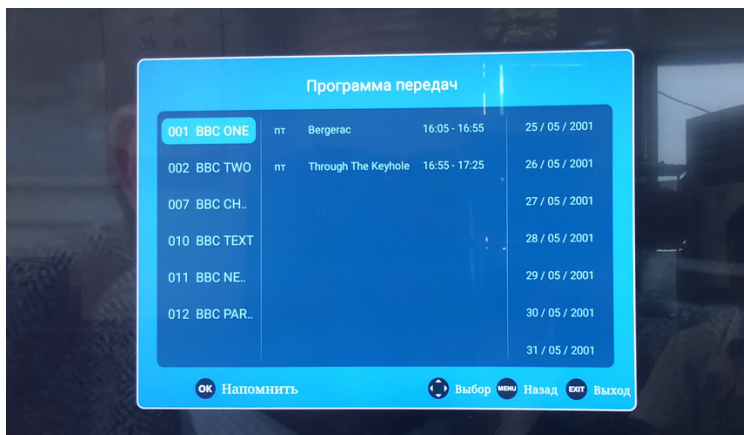 Программа передач
001 BBC ONE пт Bergerac 16:05 - 16:55 25 / 05 / 2001
002 BBC TWO пт Through The Keyhole 16:55 - 17:25 26 / 05 / 2001
007 BBC CH.. 27 / 05 / 2001
010 BBC TEXT 28 / 05 / 2001
011 BBC NE.. 29 / 05 / 2001
012 BBC PAR.. 30 / 05 / 2001
31 / 05 / 2001
OK Напомнить Выбор MENU Назад EXIT Выход